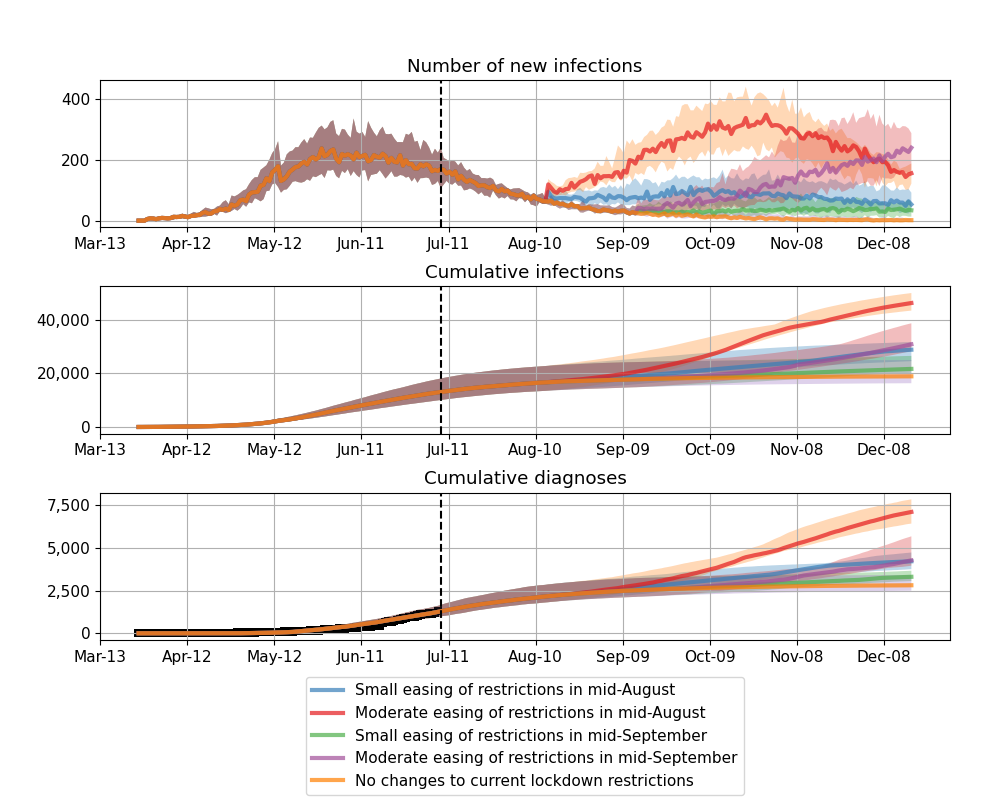 Number of new infections
400
200
0
Mar-13 Apr-12 May-12 Jun-11 Jul-11 Aug-10 Sep-09 Oct-09 Nov-08 Dec-08
Cumulative infections
40,000
20,000
0
Mar-13 Apr-12 May-12 Jun-11 Jul-11 Aug-10 Sep-09 Oct-09 Nov-08 Dec-08
Cumulative diagnoses
7,500
5,000
2,500
0
Mar-13 Apr-12 May-12 Jun-11 Jul-11 Aug-10 Sep-09 Oct-09 Nov-08 Dec-08
Small easing of restrictions in mid-August
Moderate easing of restrictions in mid-August
Small easing of restrictions in mid-September
Moderate easing of restrictions in mid-September
No changes to current lockdown restrictions